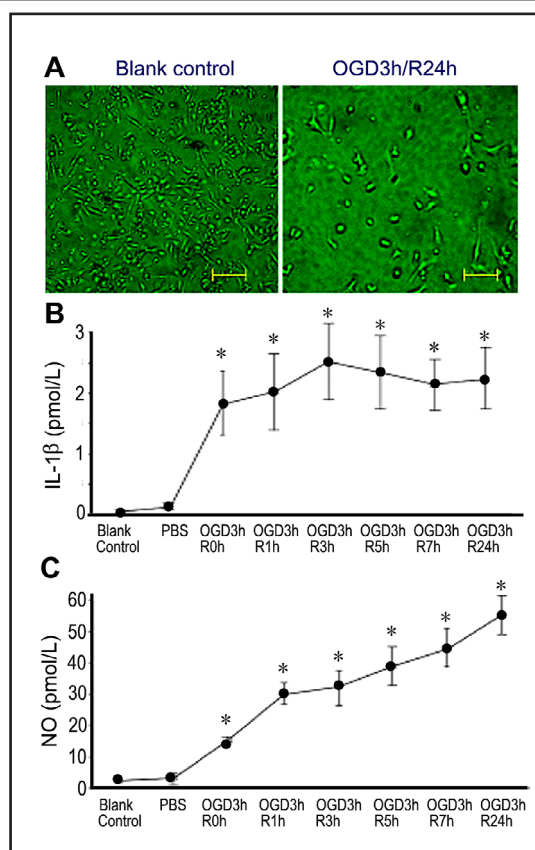 A
Blank control OGD3h/R24h
B
IL-1β (pmol/L)
3
2
1
0
* * * * * *
Blank Control PBS OGD3h R0h OGD3h R1h OGD3h R3h OGD3h R5h OGD3h R7h OGD3h R24h
C
NO (pmol/L)
60
50
40
30
20
10
0
* * * * * *
Blank Control PBS OGD3h R0h OGD3h R1h OGD3h R3h OGD3h R5h OGD3h R7h OGD3h R24h